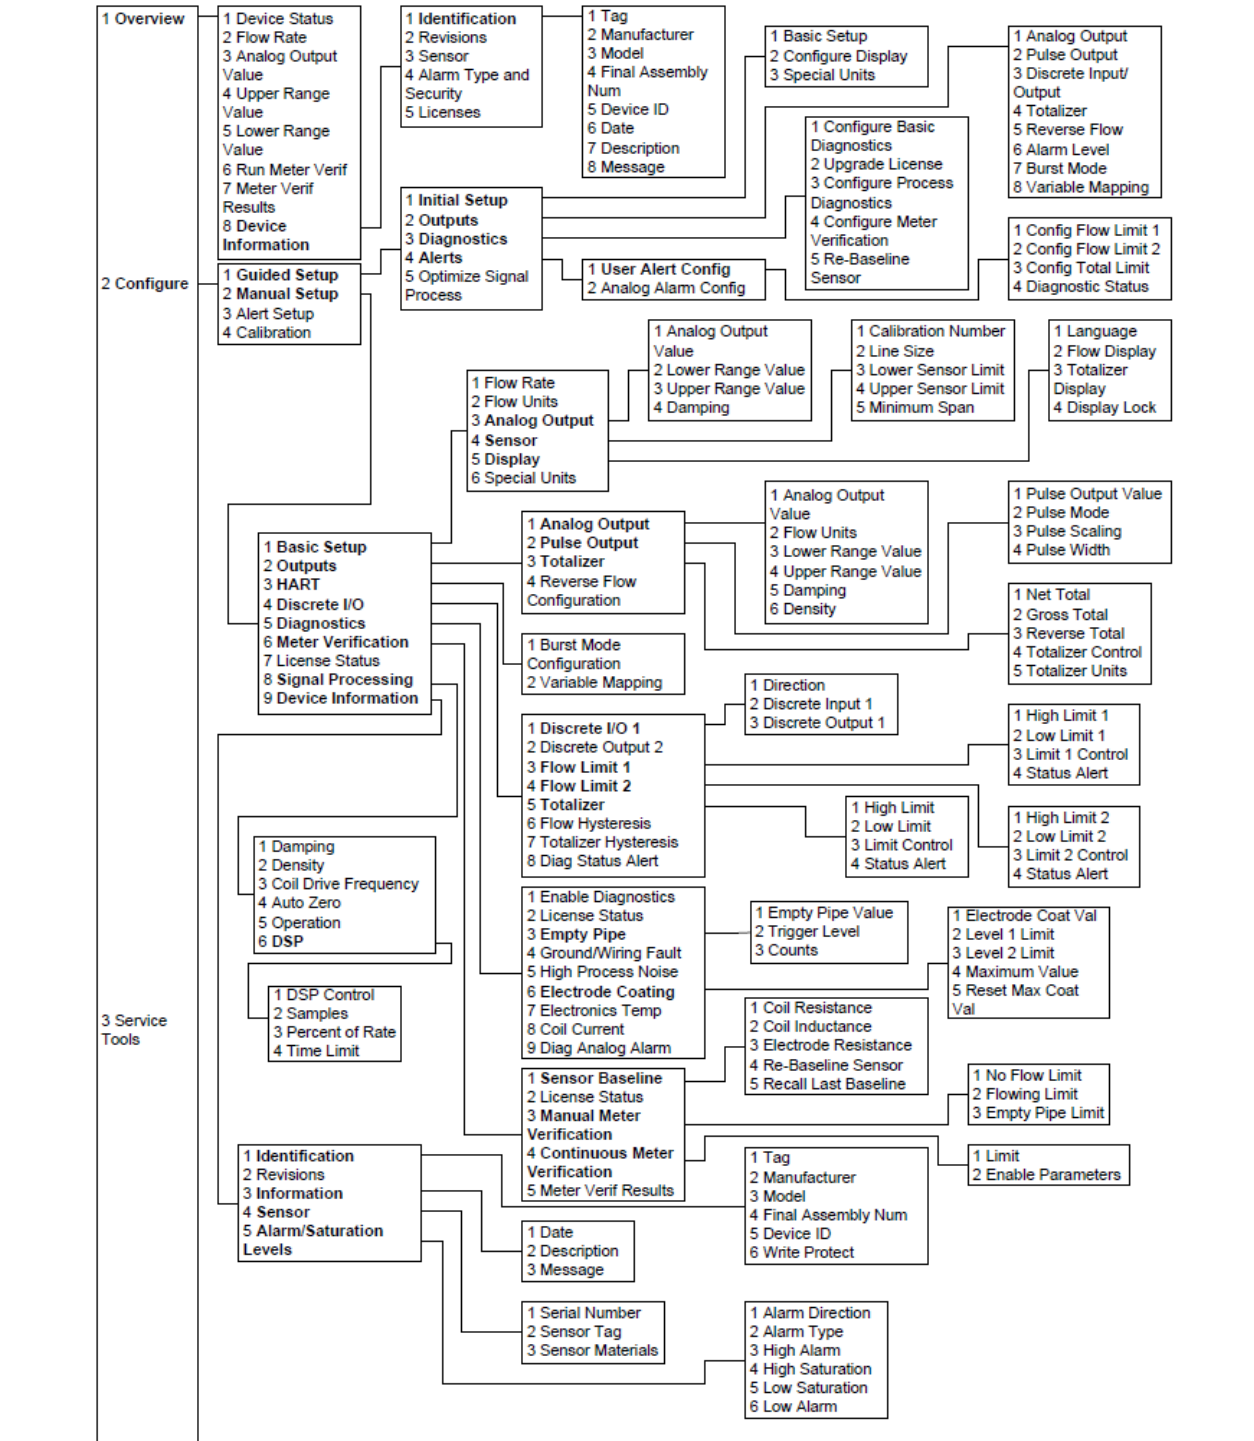 1 Overview
1 Device Status
2 Flow Rate
3 Analog Output
Value
4 Upper Range
Value
5 Lower Range
Value
6 Run Meter Verif
7 Meter Verif
Results
8 Device
Information
1 Identification
2 Revisions
3 Sensor
4 Alarm Type and
Security
5 Licenses
1 Tag
2 Manufacturer
3 Model
4 Final Assembly
Num
5 Device ID
6 Date
7 Description
8 Message
2 Configure
1 Guided Setup
2 Manual Setup
3 Alert Setup
4 Calibration
1 Initial Setup
2 Outputs
3 Diagnostics
4 Alerts
5 Optimize Signal
Process
1 Basic Setup
2 Configure Display
3 Special Units
1 Analog Output
2 Pulse Output
3 Discrete Input/
Output
4 Totalizer
5 Reverse Flow
6 Alarm Level
7 Burst Mode
8 Variable Mapping
1 Configure Basic
Diagnostics
2 Upgrade License
3 Configure Process
Diagnostics
4 Configure Meter
Verification
5 Re-Baseline
Sensor
1 User Alert Config
2 Analog Alarm Config
1 Config Flow Limit 1
2 Config Flow Limit 2
3 Config Total Limit
4 Diagnostic Status
1 Basic Setup
2 Outputs
3 HART
4 Discrete I/O
5 Diagnostics
6 Meter Verification
7 License Status
8 Signal Processing
9 Device Information
1 Flow Rate
2 Flow Units
3 Analog Output
4 Sensor
5 Display
6 Special Units
1 Analog Output
Value
2 Lower Range Value
3 Upper Range Value
4 Damping
1 Calibration Number
2 Line Size
3 Lower Sensor Limit
4 Upper Sensor Limit
5 Minimum Span
1 Language
2 Flow Display
3 Totalizer
Display
4 Display Lock
1 Analog Output
2 Pulse Output
3 Totalizer
4 Reverse Flow
Configuration
1 Analog Output
Value
2 Flow Units
3 Lower Range Value
4 Upper Range Value
5 Damping
6 Density
1 Pulse Output Value
2 Pulse Mode
3 Pulse Scaling
4 Pulse Width
1 Net Total
2 Gross Total
3 Reverse Total
4 Totalizer Control
5 Totalizer Units
1 Burst Mode
Configuration
2 Variable Mapping
1 Discrete I/O 1
2 Discrete Output 2
3 Flow Limit 1
4 Flow Limit 2
5 Totalizer
6 Flow Hysteresis
7 Totalizer Hysteresis
8 Diag Status Alert
1 Direction
2 Discrete Input 1
3 Discrete Output 1
1 High Limit 1
2 Low Limit 1
3 Limit 1 Control
4 Status Alert
1 High Limit 2
2 Low Limit 2
3 Limit 2 Control
4 Status Alert
1 High Limit
2 Low Limit
3 Limit Control
4 Status Alert
1 Enable Diagnostics
2 License Status
3 Empty Pipe
4 Ground/Wiring Fault
5 High Process Noise
6 Electrode Coating
7 Electronics Temp
8 Coil Current
9 Diag Analog Alarm
1 Empty Pipe Value
2 Trigger Level
3 Counts
1 Electrode Coat Val
2 Level 1 Limit
3 Level 2 Limit
4 Maximum Value
5 Reset Max Coat
Val
1 Sensor Baseline
2 License Status
3 Manual Meter
Verification
4 Continuous Meter
Verification
5 Meter Verif Results
1 Coil Resistance
2 Coil Inductance
3 Electrode Resistance
4 Re-Baseline Sensor
5 Recall Last Baseline
1 No Flow Limit
2 Flowing Limit
3 Empty Pipe Limit
1 Limit
2 Enable Parameters
1 Damping
2 Density
3 Coil Drive Frequency
4 Auto Zero
5 Operation
6 DSP
1 DSP Control
2 Samples
3 Percent of Rate
4 Time Limit
1 Identification
2 Revisions
3 Information
4 Sensor
5 Alarm/Saturation
Levels
1 Tag
2 Manufacturer
3 Model
4 Final Assembly Num
5 Device ID
6 Write Protect
1 Date
2 Description
3 Message
1 Serial Number
2 Sensor Tag
3 Sensor Materials
1 Alarm Direction
2 Alarm Type
3 High Alarm
4 High Saturation
5 Low Saturation
6 Low Alarm
3 Service
Tools